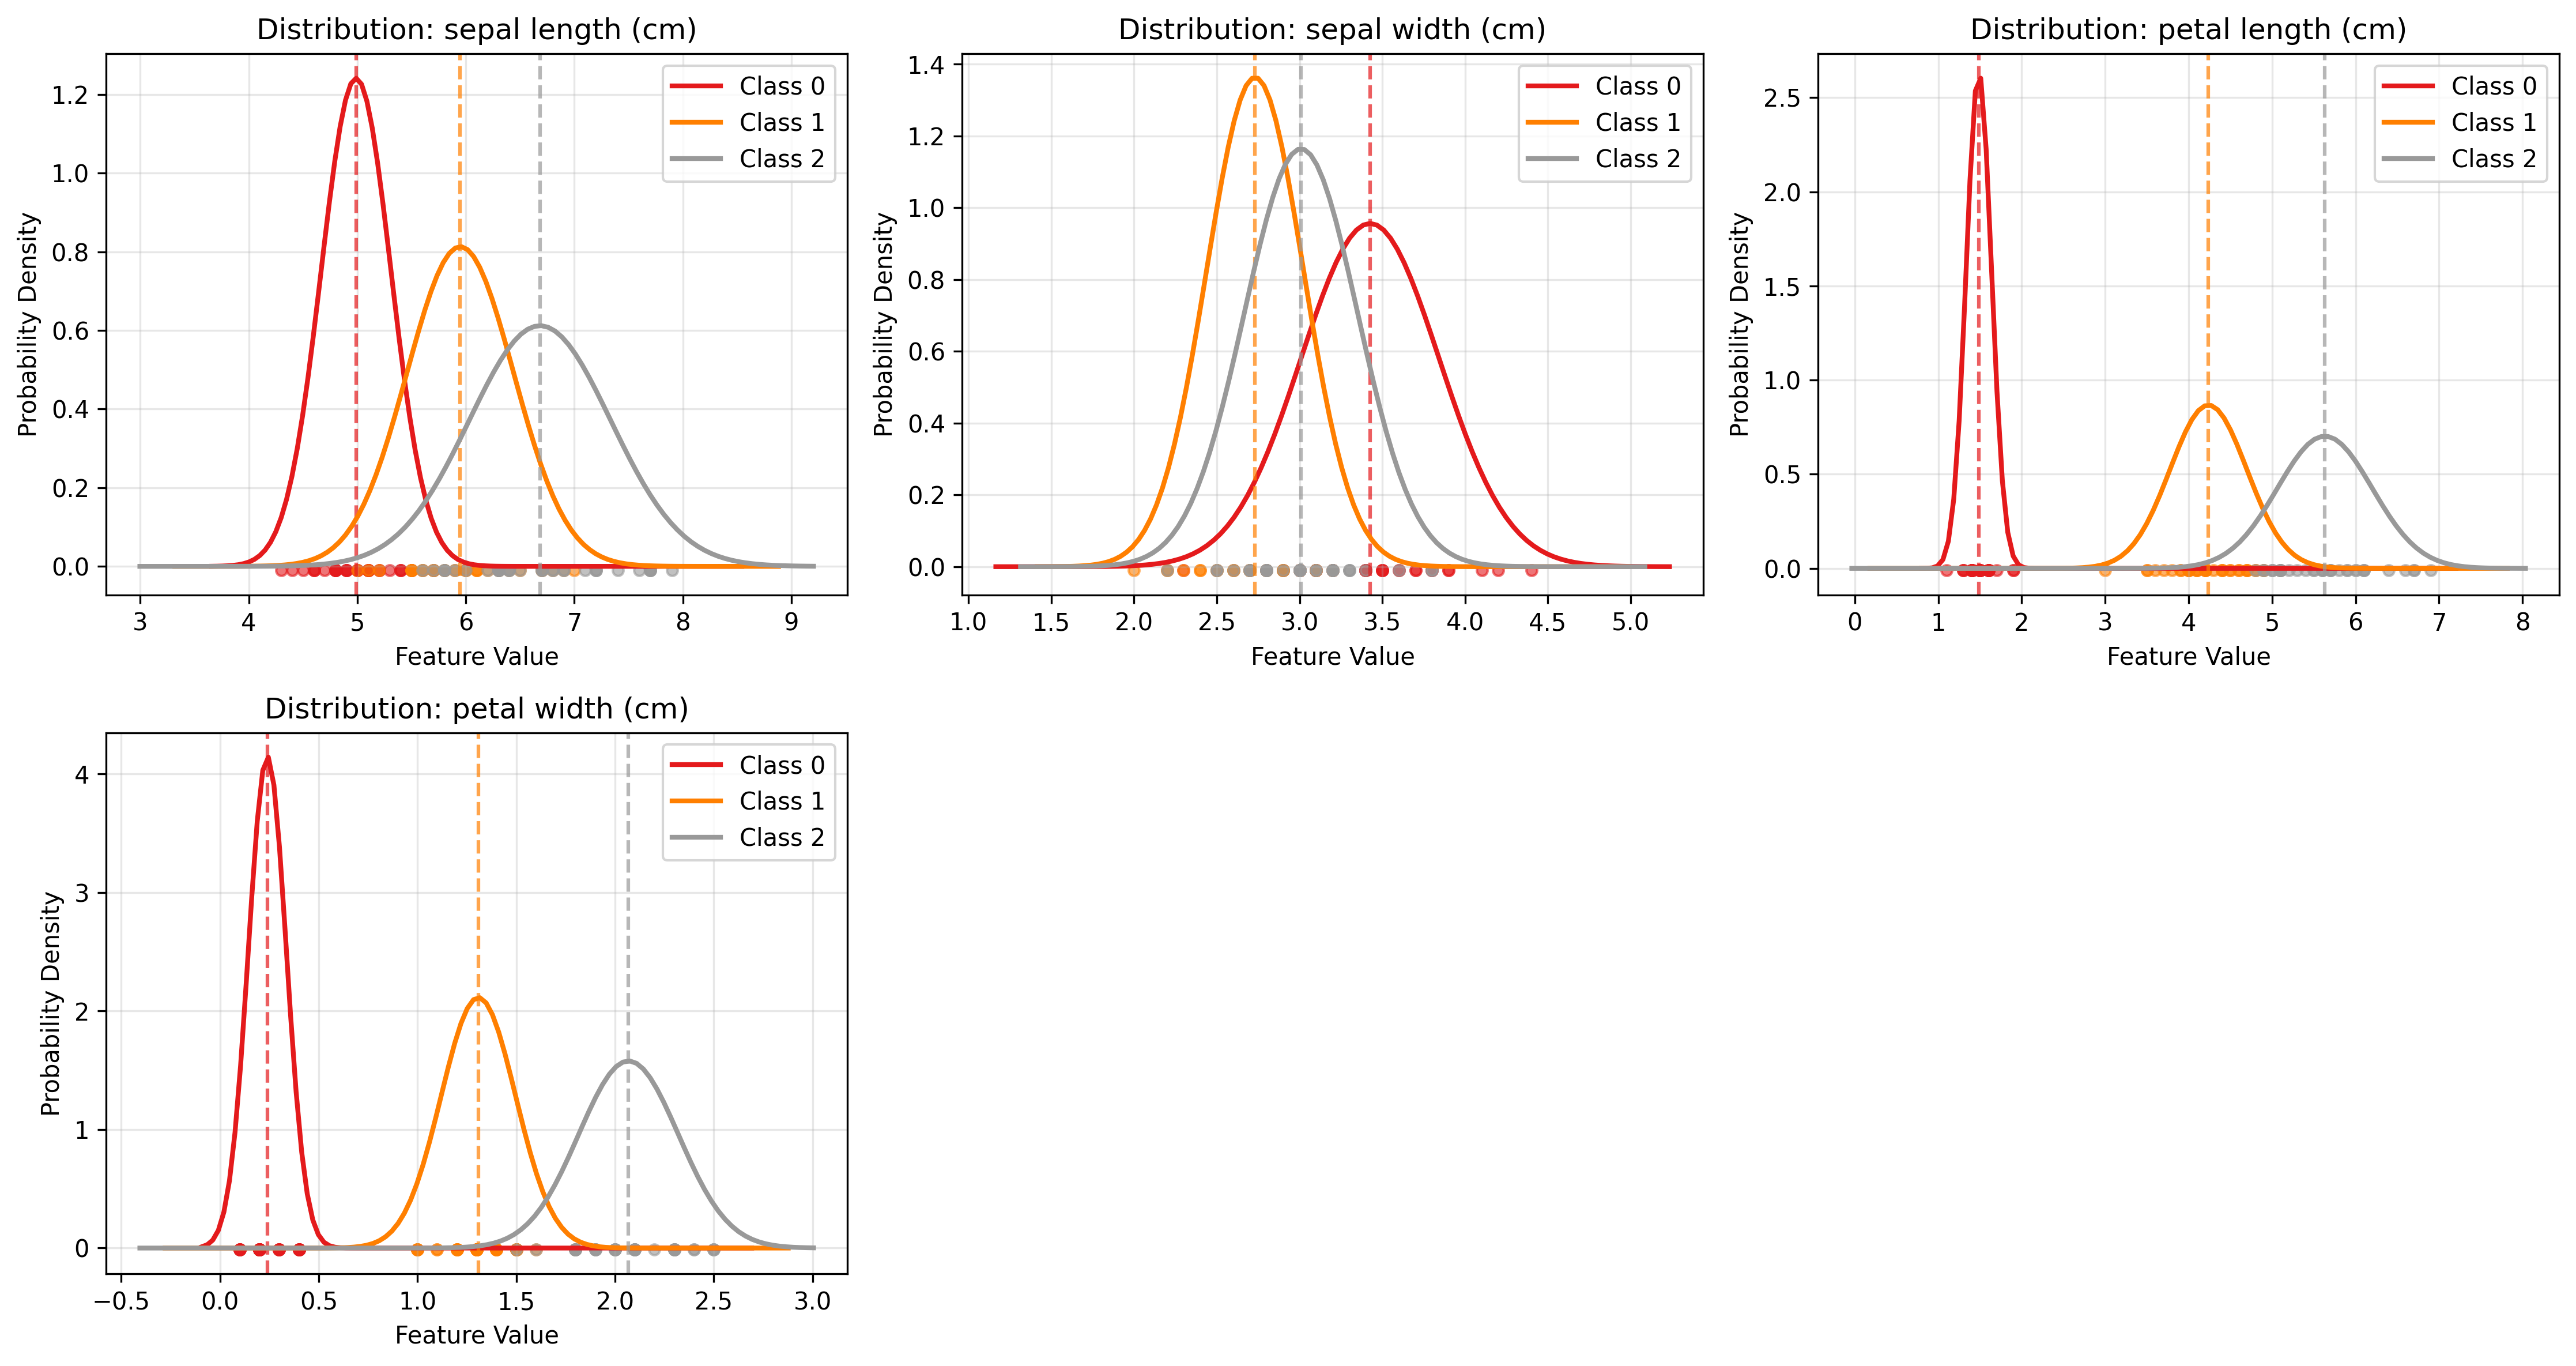 Distribution: sepal length (cm)
Probability Density
1.2
1.0
0.8
0.6
0.4
0.2
0.0
Class 0
Class 1
Class 2
3 4 5 6 7 8 9
Feature Value
Distribution: sepal width (cm)
Probability Density
1.4
1.2
1.0
0.8
0.6
0.4
0.2
0.0
Class 0
Class 1
Class 2
1.0 1.5 2.0 2.5 3.0 3.5 4.0 4.5 5.0
Feature Value
Distribution: petal length (cm)
Probability Density
2.5
2.0
1.5
1.0
0.5
0.0
Class 0
Class 1
Class 2
0 1 2 3 4 5 6 7 8
Feature Value
Distribution: petal width (cm)
Probability Density
4
3
2
1
0
Class 0
Class 1
Class 2
−0.5 0.0 0.5 1.0 1.5 2.0 2.5 3.0
Feature Value